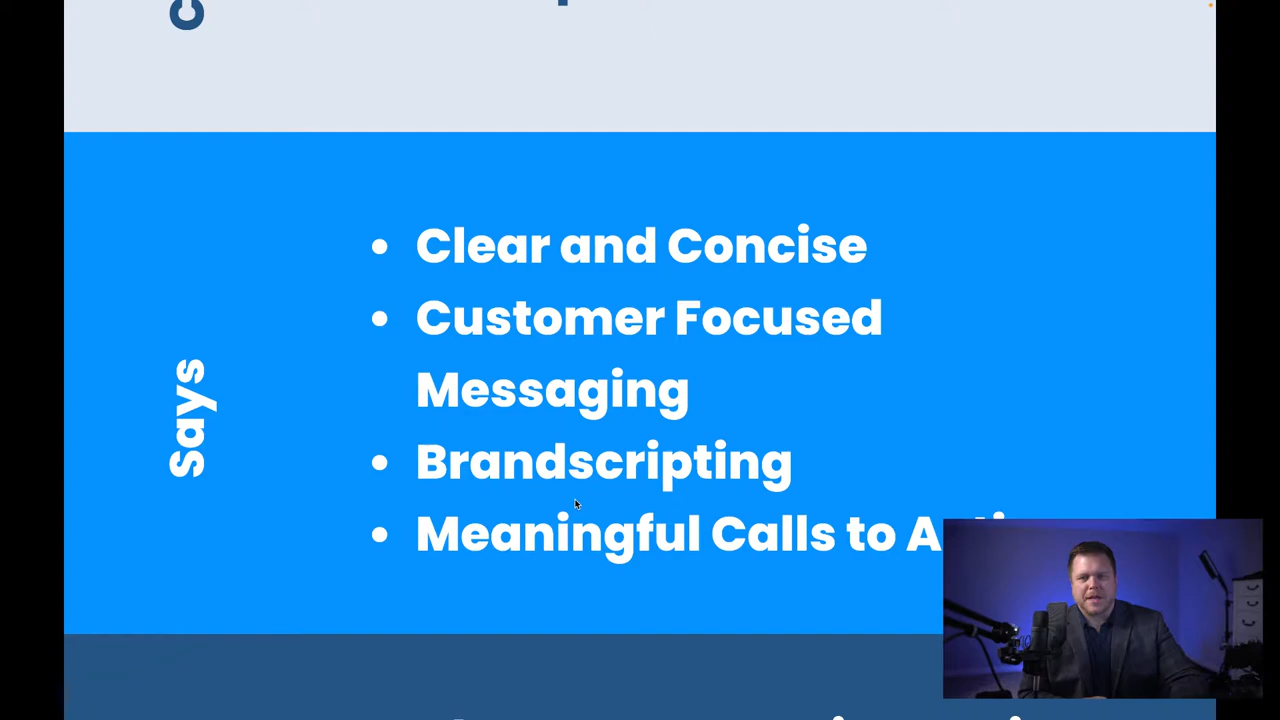 Says
Clear and Concise
Customer Focused
Messaging
Brandscripting
Meaningful Calls to